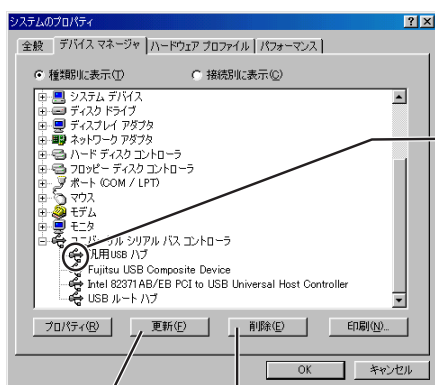 システムのプロパティ
全般 デバイス マネージャ ハードウェア プロファイル パフォーマンス
種類別に表示(T) 接続別に表示(C)
システム デバイス
ディスク ドライブ
ディスプレイ アダプタ
ネットワーク アダプタ
ハード ディスク コントローラ
フロッピー ディスク コントローラ
ポート (COM / LPT)
マウス
モデム
モニタ
ユニバーサル シリアル バス コントローラ
汎用 USB ハブ
Fujitsu USB Composite Device
Intel 82371AB/EB PCI to USB Universal Host Controller
USB ルート ハブ
プロパティ(R) 更新(F) 削除(E) 印刷(N)...
OK キャンセル